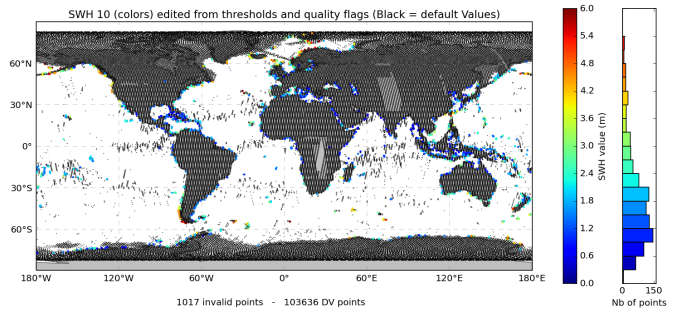 SWH 10 (colors) edited from thresholds and quality flags (Black = default Values)
60°N
30°N
0°
30°S
60°S
180°W
120°W
60°W
0°
60°E
120°E
180°E
1017 invalid points - 103636 DV points
6.0
5.4
4.8
4.2
3.6
3.0
2.4
1.8
1.2
0.6
0.0
SWH value (m)
0
150
Nb of points